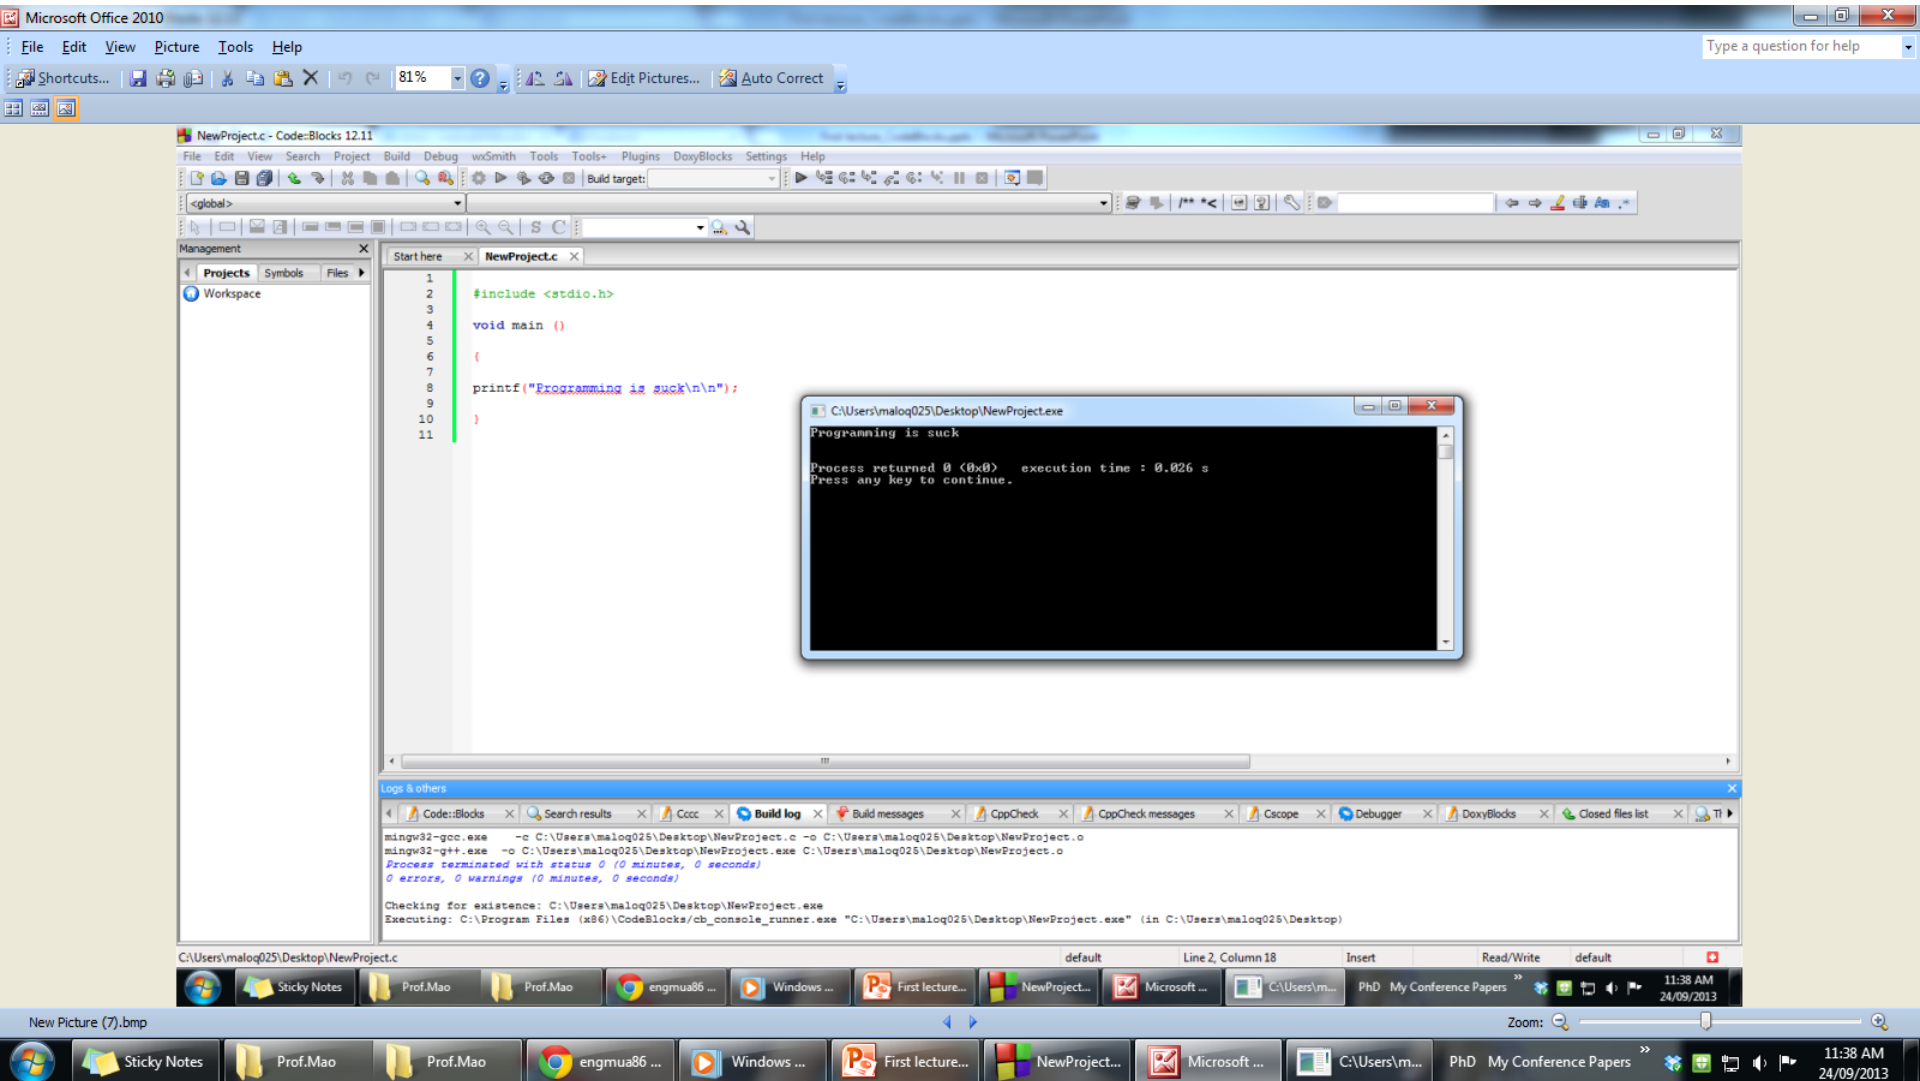 Microsoft Office 2010
File Edit View Picture Tools Help
Type a question for help
Shortcuts... 81% Edit Pictures... Auto Correct
NewProject.c - Code::Blocks 12.11
File Edit View Search Project Build Debug wxSmith Tools Tools+ Plugins DoxyBlocks Settings Help
Build target:
<global>
/** *<
S C
Management
Start here NewProject.c
Projects Symbols Files
Workspace
1
2 #include <stdio.h>
3
4 void main ()
5
6 {
7
8 printf("Programming is suck\n\n");
9
10 }
11
C:\Users\maloq025\Desktop\NewProject.exe
Programming is suck
Process returned 0 (0x0) execution time : 0.026 s
Press any key to continue.
Logs & others
Code::Blocks Search results Cccc Build log Build messages CppCheck CppCheck messages Cscope Debugger DoxyBlocks Closed files list Tl
mingw32-gcc.exe -c C:\Users\maloq025\Desktop\NewProject.c -o C:\Users\maloq025\Desktop\NewProject.o
mingw32-g++.exe -o C:\Users\maloq025\Desktop\NewProject.exe C:\Users\maloq025\Desktop\NewProject.o
Process terminated with status 0 (0 minutes, 0 seconds)
0 errors, 0 warnings (0 minutes, 0 seconds)
Checking for existence: C:\Users\maloq025\Desktop\NewProject.exe
Executing: C:\Program Files (x86)\CodeBlocks/cb_console_runner.exe "C:\Users\maloq025\Desktop\NewProject.exe" (in C:\Users\maloq025\Desktop)
C:\Users\maloq025\Desktop\NewProject.c default Line 2, Column 18 Insert Read/Write default
Sticky Notes Prof.Mao Prof.Mao engmua86 ... Windows ... First lecture... NewProject... Microsoft ... C:\Users\m... PhD My Conference Papers » 11:38 AM
24/09/2013
New Picture (7).bmp Zoom:
Sticky Notes Prof.Mao Prof.Mao engmua86 ... Windows ... First lecture... NewProject... Microsoft ... C:\Users\m... PhD My Conference Papers » 11:38 AM
24/09/2013